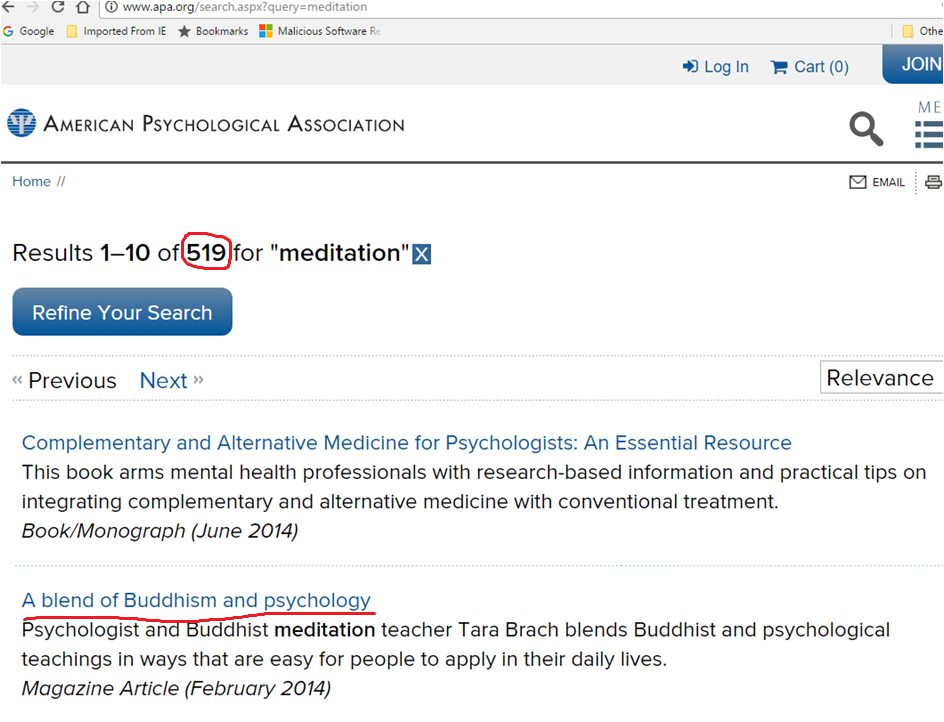 www.apa.org/search.aspx?query=meditation
Google Imported From IE Bookmarks Malicious Software Othe
Log In Cart (0) JOIN
AMERICAN PSYCHOLOGICAL ASSOCIATION ME
Home // EMAIL
Results 1–10 of 519 for "meditation" X
Refine Your Search
« Previous Next »
Relevance
Complementary and Alternative Medicine for Psychologists: An Essential Resource
This book arms mental health professionals with research-based information and practical tips on
integrating complementary and alternative medicine with conventional treatment.
Book/Monograph (June 2014)
A blend of Buddhism and psychology
Psychologist and Buddhist meditation teacher Tara Brach blends Buddhist and psychological
teachings in ways that are easy for people to apply in their daily lives.
Magazine Article (February 2014)